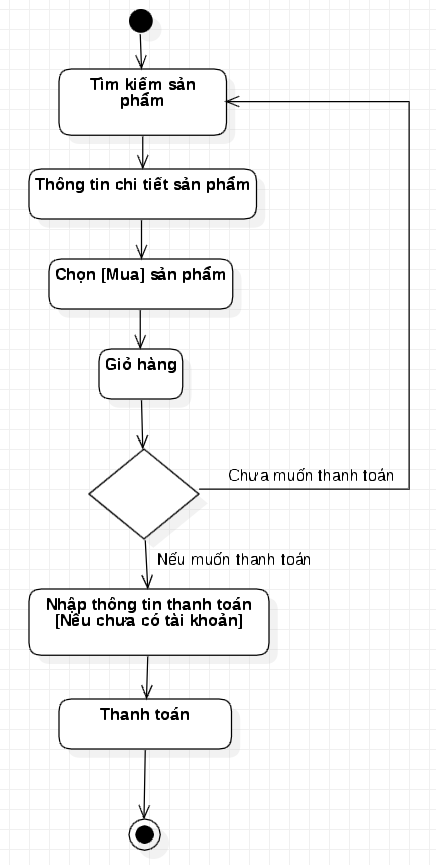 Tìm kiếm sản
phẩm
Thông tin chi tiết sản phẩm
Chọn [Mua] sản phẩm
Giỏ hàng
Chưa muốn thanh toán
Nếu muốn thanh toán
Nhập thông tin thanh toán
[Nếu chưa có tài khoản]
Thanh toán